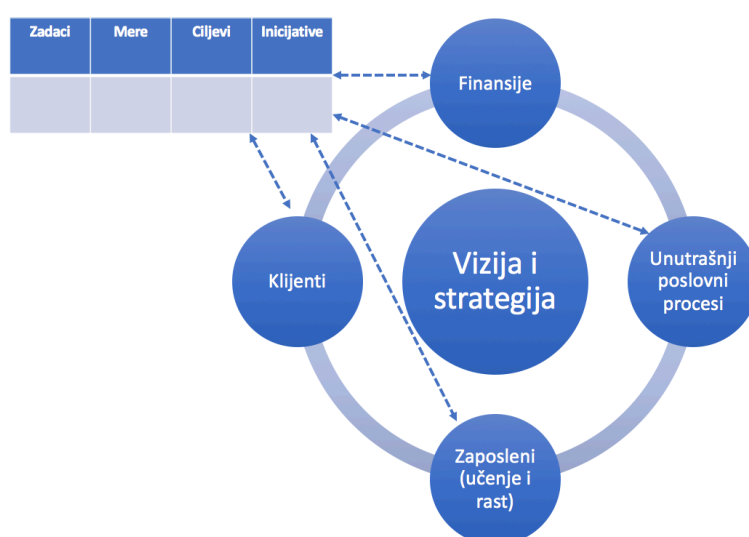 Zadaci Mere Ciljevi Inicijative
Finansije
Klijenti
Vizija i
strategija
Unutrašnji
poslovni
procesi
Zaposleni
(učenje i
rast)